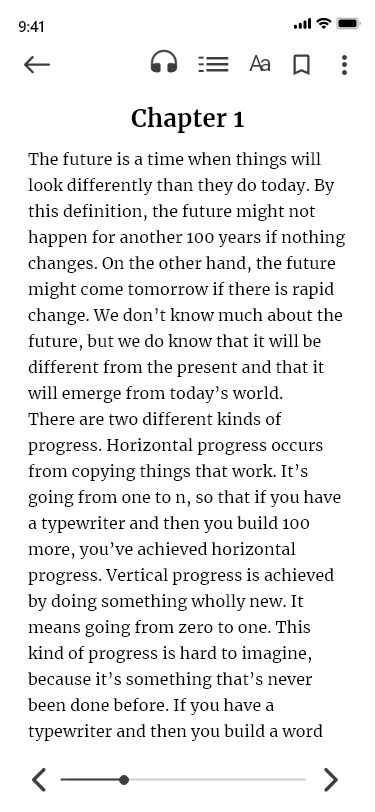 9:41
Aa
Chapter 1
The future is a time when things will
look differently than they do today. By
this definition, the future might not
happen for another 100 years if nothing
changes. On the other hand, the future
might come tomorrow if there is rapid
change. We don’t know much about the
future, but we do know that it will be
different from the present and that it
will emerge from today’s world.
There are two different kinds of
progress. Horizontal progress occurs
from copying things that work. It’s
going from one to n, so that if you have
a typewriter and then you build 100
more, you’ve achieved horizontal
progress. Vertical progress is achieved
by doing something wholly new. It
means going from zero to one. This
kind of progress is hard to imagine,
because it’s something that’s never
been done before. If you have a
typewriter and then you build a word